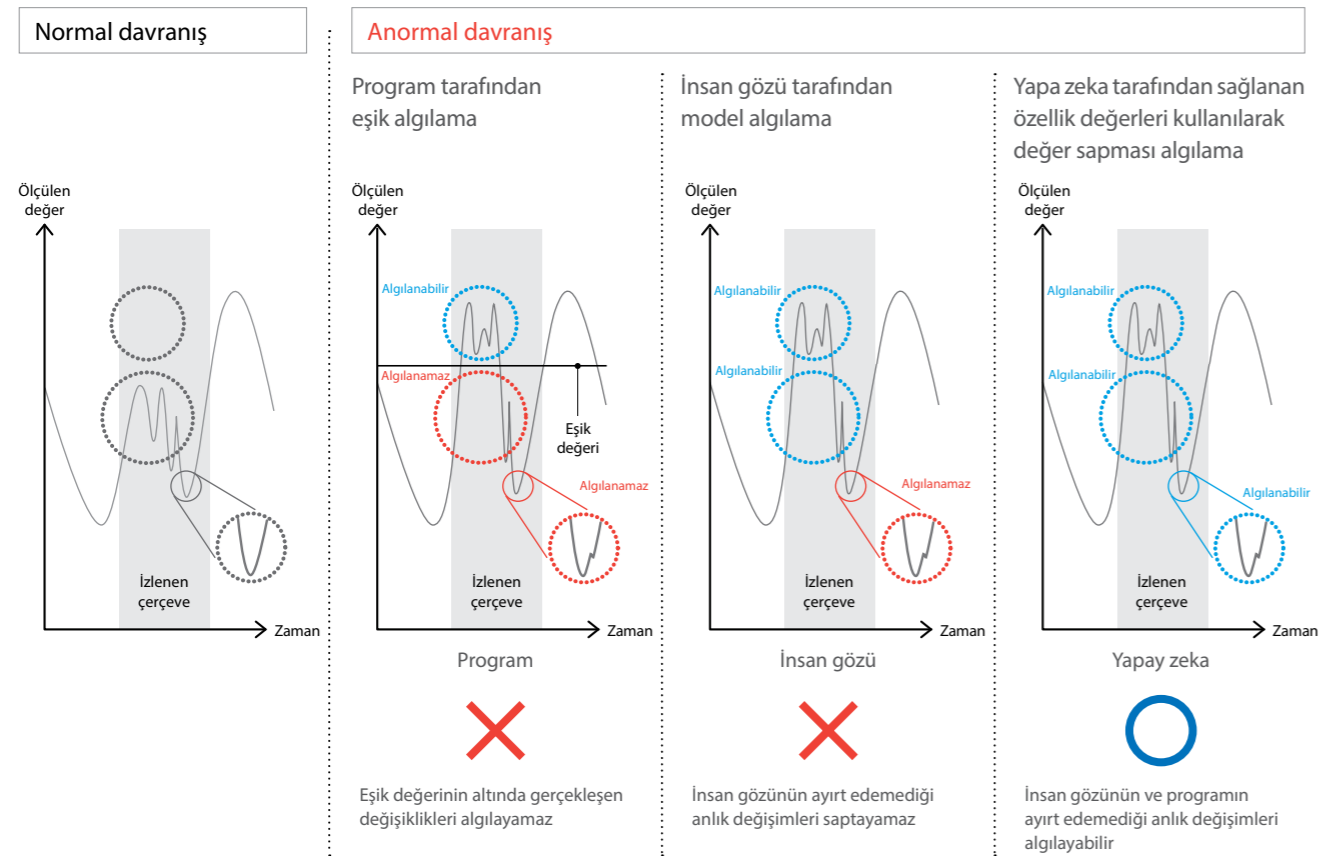 Normal davranış
Anormal davranış
Program tarafından
eşik algılama
İnsan gözü tarafından
model algılama
Yapa zeka tarafından sağlanan
özellik değerleri kullanılarak
değer sapması algılama
Ölçülen
değer
İzlenen
çerçeve
Zaman
Ölçülen
değer
Algılanabilir
Algılanamaz
Eşik
değeri
Algılanamaz
İzlenen
çerçeve
Zaman
Program
Eşik değerinin altında gerçekleşen
değişiklikleri algılayamaz
Ölçülen
değer
Algılanabilir
Algılanabilir
Algılanamaz
İzlenen
çerçeve
Zaman
İnsan gözü
İnsan gözünün ayırt edemediği
anlık değişimleri saptayamaz
Ölçülen
değer
Algılanabilir
Algılanabilir
Algılanabilir
İzlenen
çerçeve
Zaman
Yapay zeka
İnsan gözünün ve programın
ayırt edemediği anlık değişimleri
algılayabilir